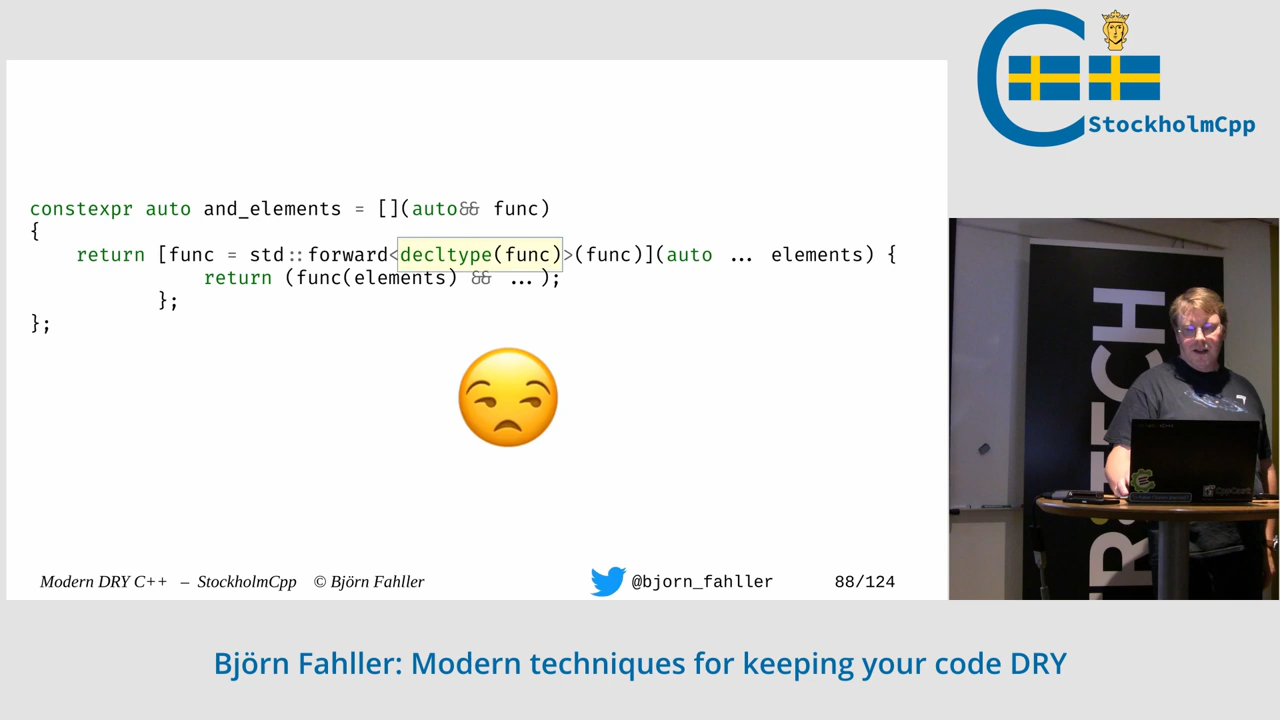 StockholmCpp
constexpr auto and_elements = [](auto&& func)
{
    return [func = std::forward<decltype(func)>(func)](auto ... elements) {
        return (func(elements) && ...);
    };
};
Modern DRY C++ – StockholmCpp © Björn Fahller
@bjorn_fahller
88/124
Björn Fahller: Modern techniques for keeping your code DRY